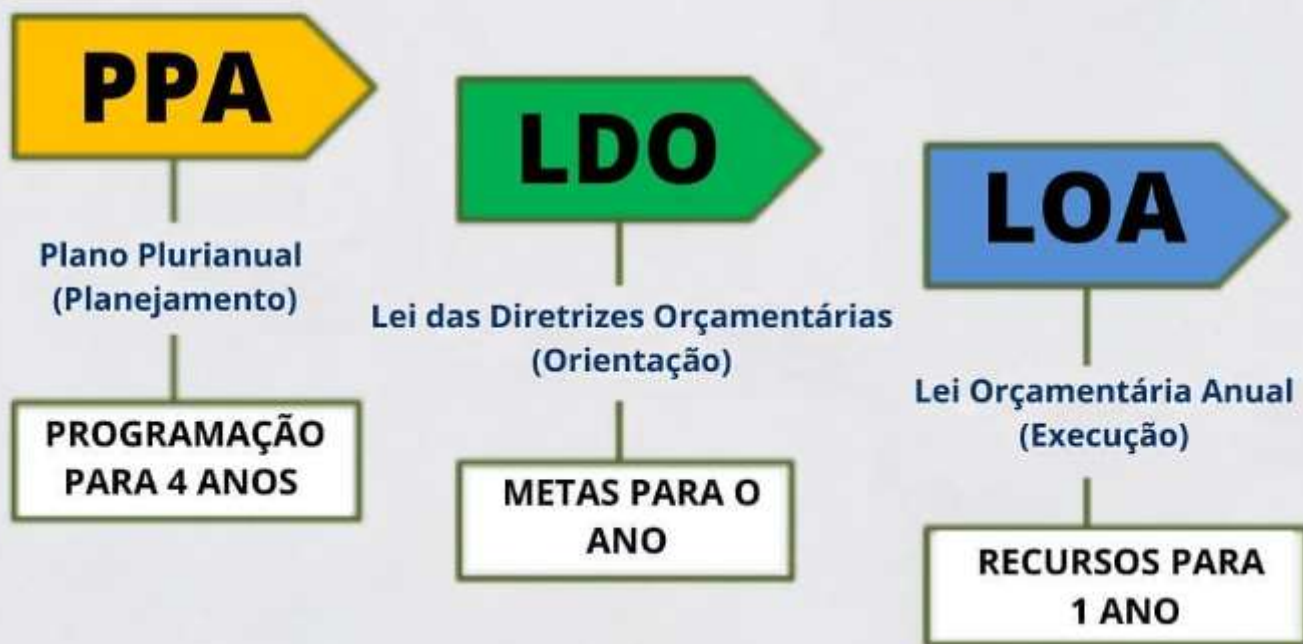 PPA
Plano Plurianual
(Planejamento)
PROGRAMAÇÃO
PARA 4 ANOS
LDO
Lei das Diretrizes Orçamentárias
(Orientação)
METAS PARA O
ANO
LOA
Lei Orçamentária Anual
(Execução)
RECURSOS PARA
1 ANO